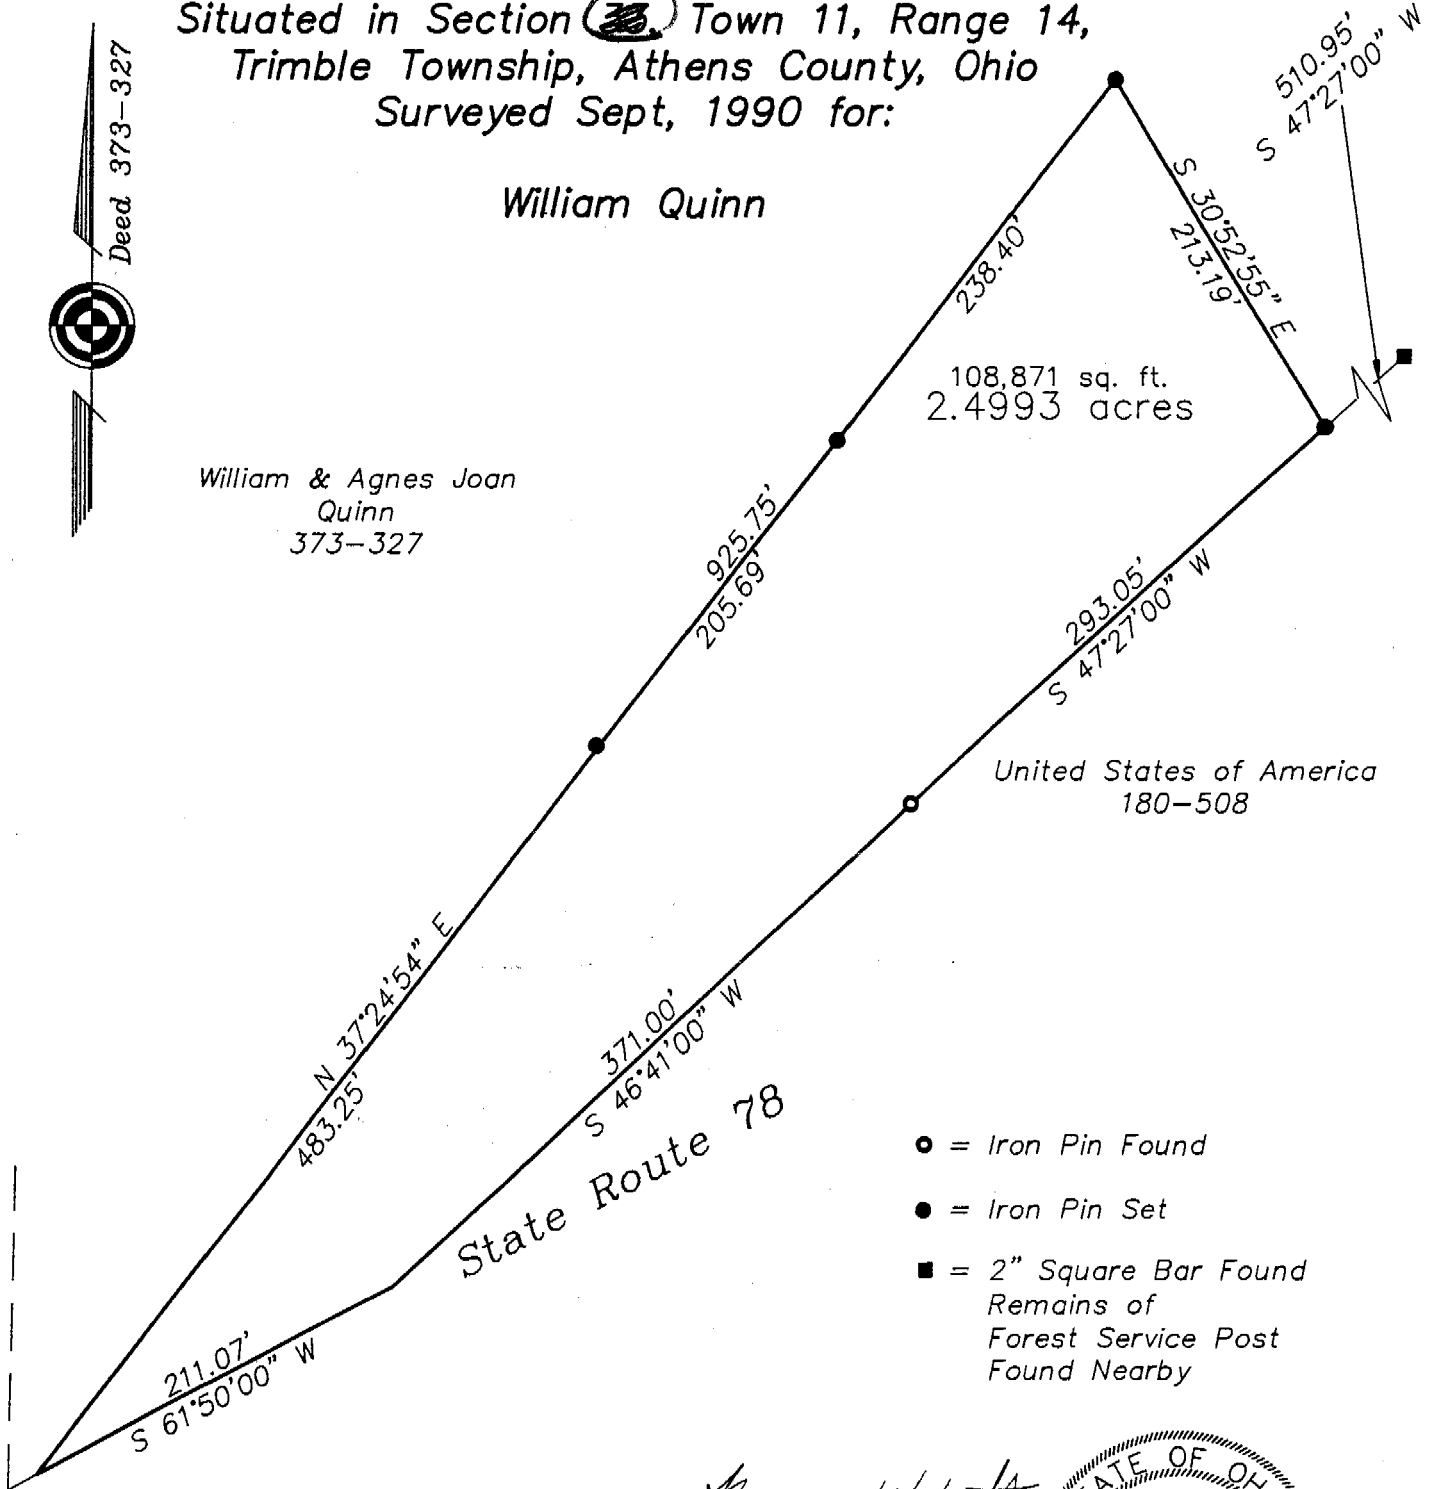 Situated in Section Town 11, Range 14,
Trimble Township, Athens County, Ohio
Surveyed Sept, 1990 for:
William Quinn
Deed 373-327
510.95'
S 47°27'00" W
S 30°52'55" E
213.19'
238.40'
108,871 sq. ft.
2.4993 acres
William & Agnes Joan
Quinn
373-327
925.75'
205.69'
293.05'
S 47°27'00" W
United States of America
180-508
N 37°24'54" E
483.25'
371.00'
S 46°41'00" W
State Route 78
211.07'
S 61°50'00" W
= Iron Pin Found
= Iron Pin Set
= 2" Square Bar Found
Remains of
Forest Service Post
Found Nearby